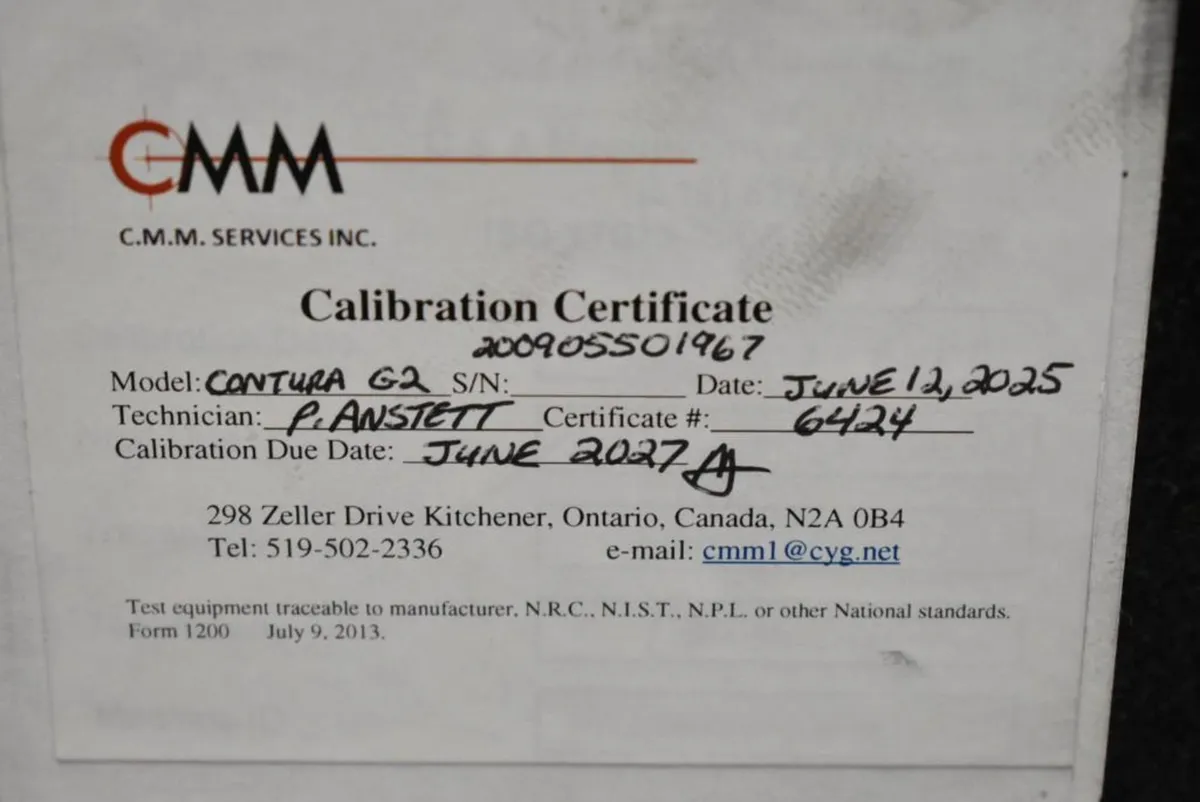 CMM
C.M.M. SERVICES INC.
Calibration Certificate
200905501967
Model: CONTURA G2 S/N: Date: JUNE 12, 2025
Technician: P. ANSTETT Certificate #: 6424
Calibration Due Date: JUNE 2027
298 Zeller Drive Kitchener, Ontario, Canada, N2A 0B4
Tel: 519-502-2336 e-mail: cmm1@cyg.net
Test equipment traceable to manufacturer, N.R.C., N.I.S.T., N.P.L. or other National standards.
Form 1200 July 9, 2013.